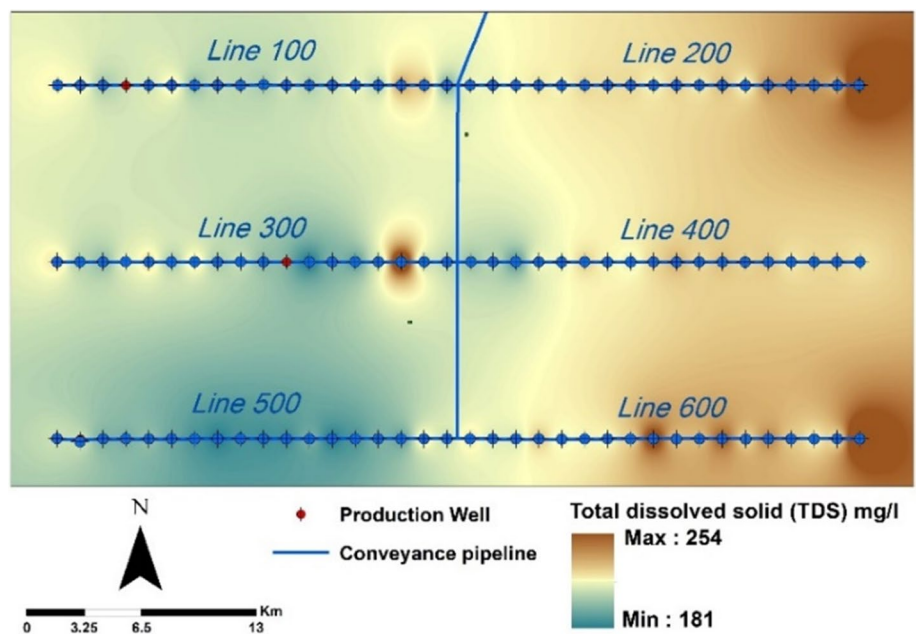 Line 100
Line 200
Line 300
Line 400
Line 500
Line 600
N
Production Well
Conveyance pipeline
Km
0 3.25 6.5 13
Total dissolved solid (TDS) mg/l
Max : 254
Min : 181